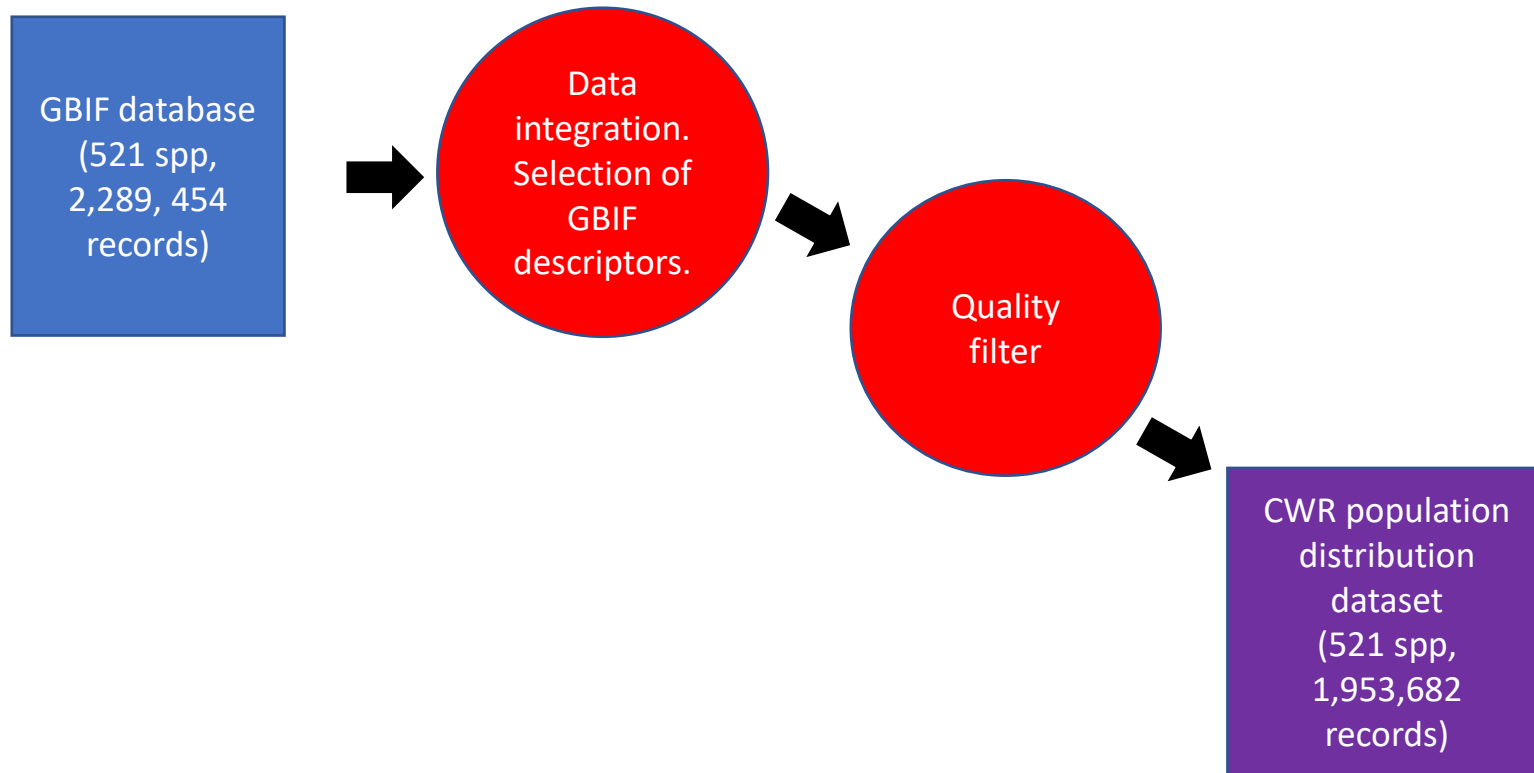 GBIF database
(521 spp,
2,289, 454
records)
Data
integration.
Selection of
GBIF
descriptors.
Quality
filter
CWR population
distribution
dataset
(521 spp,
1,953,682
records)